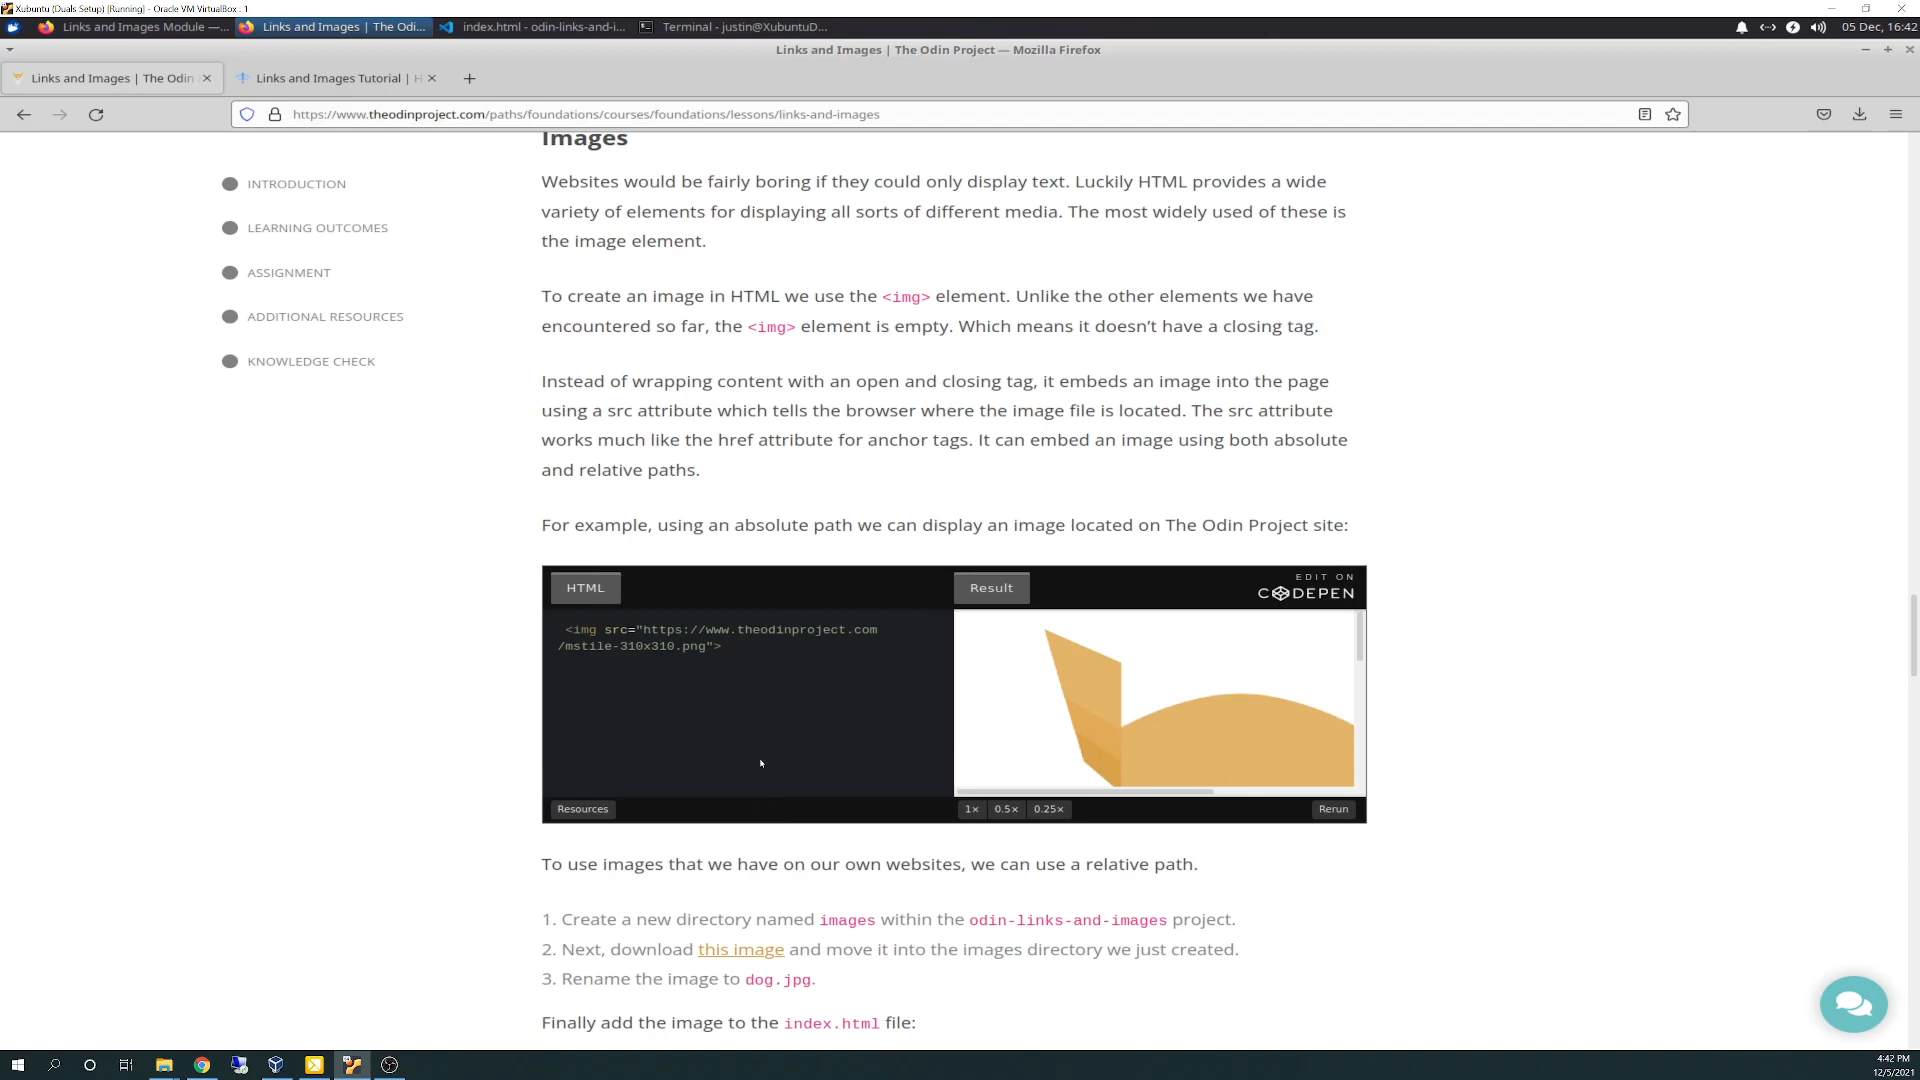 Xubuntu (Duals Setup) [Running] - Oracle VM VirtualBox : 1
Links and Images Module —...
Links and Images | The Odi...
index.html - odin-links-and-i...
Terminal - justin@XubuntuD...
05 Dec, 16:42
Links and Images | The Odin Project — Mozilla Firefox
Links and Images | The Odin
Links and Images Tutorial | H
https://www.theodinproject.com/paths/foundations/courses/foundations/lessons/links-and-images
INTRODUCTION
LEARNING OUTCOMES
ASSIGNMENT
ADDITIONAL RESOURCES
KNOWLEDGE CHECK
Images
Websites would be fairly boring if they could only display text. Luckily HTML provides a wide
variety of elements for displaying all sorts of different media. The most widely used of these is
the image element.
To create an image in HTML we use the <img> element. Unlike the other elements we have
encountered so far, the <img> element is empty. Which means it doesn’t have a closing tag.
Instead of wrapping content with an open and closing tag, it embeds an image into the page
using a src attribute which tells the browser where the image file is located. The src attribute
works much like the href attribute for anchor tags. It can embed an image using both absolute
and relative paths.
For example, using an absolute path we can display an image located on The Odin Project site:
HTML
Result
EDIT ON
CODEPEN
<img src="https://www.theodinproject.com
/mstile-310x310.png">
Resources
1×
0.5×
0.25×
Rerun
To use images that we have on our own websites, we can use a relative path.
1. Create a new directory named images within the odin-links-and-images project.
2. Next, download this image and move it into the images directory we just created.
3. Rename the image to dog.jpg.
Finally add the image to the index.html file:
4:42 PM
12/5/2021